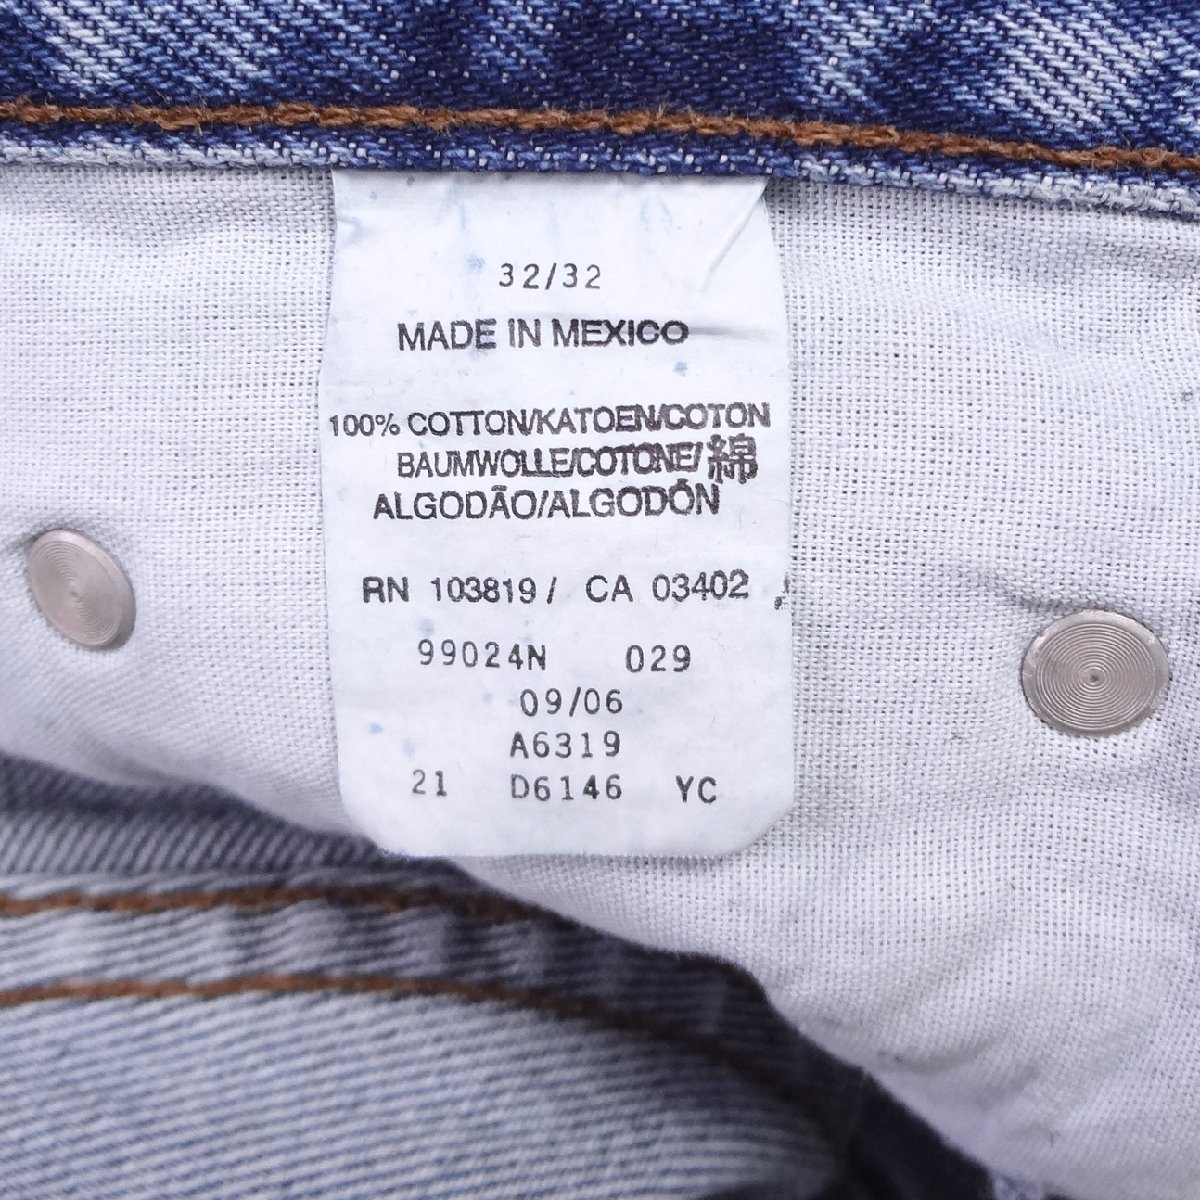 32/32
MADE IN MEXICO
100% COTTON/KATOEN/COTON
BAUMWOLLE/COTONE/綿
ALGODÃO/ALGODÓN
RN 103819/ CA 03402
99024N 029
09/06
A6319
21 D6146 YC